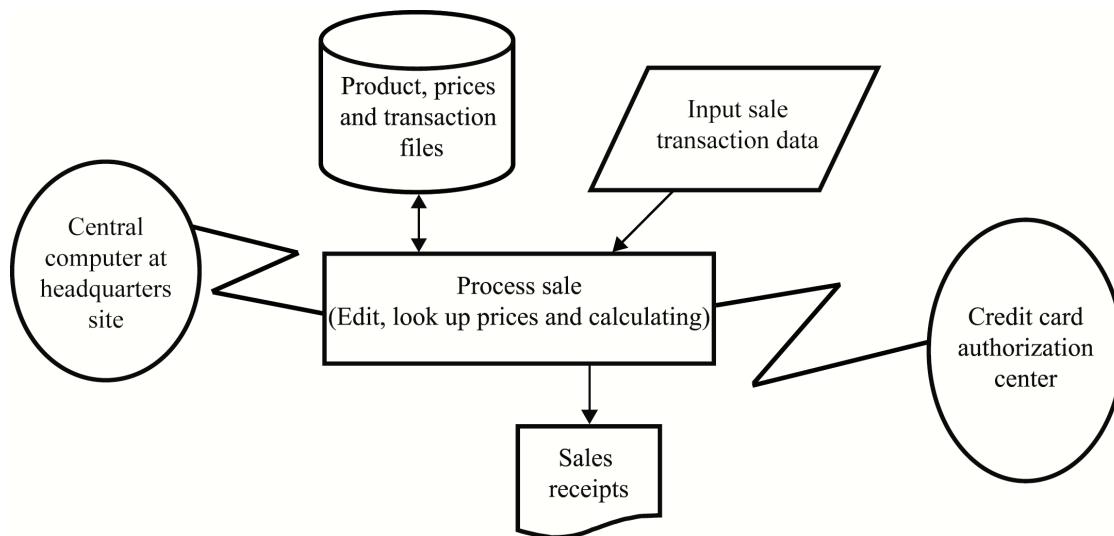 Product, prices
and transaction
files
Input sale
transaction data
Central
computer at
headquarters
site
Process sale
(Edit, look up prices and calculating)
Credit card
authorization
center
Sales
receipts